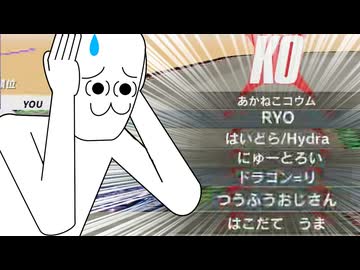 KO
位
YOU
あかねこコウム
RYO
はいどら/Hydra
にゅーとろい
ドラゴン=リ
つうふうおじさん
はこだて　うま